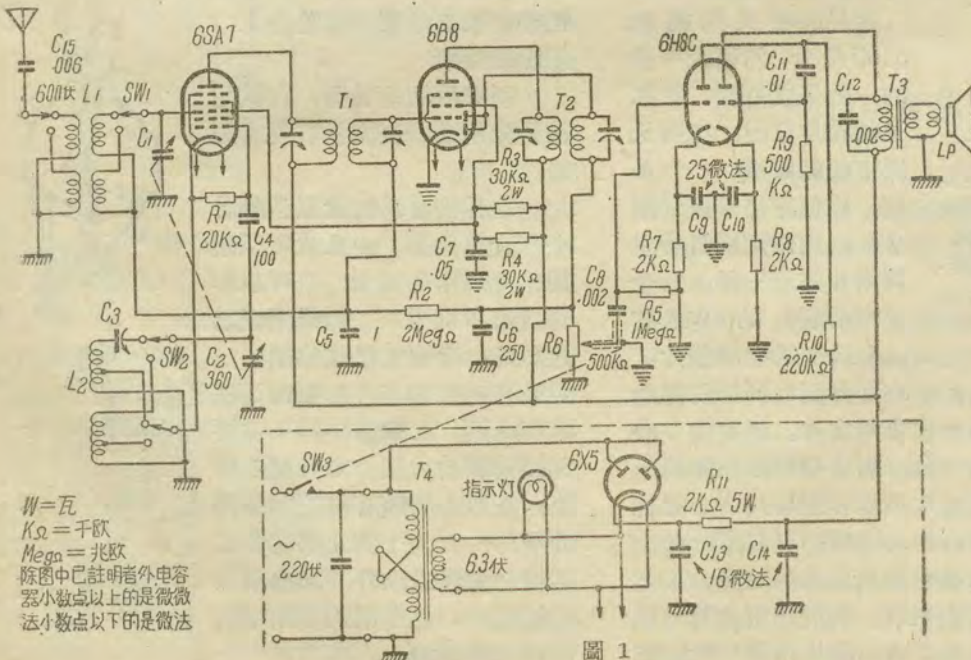 C15
.006
600伏
L1
SW1
C1
6SA7
T1
R1
20KΩ
C4
100
6B8
T2
R3
30KΩ
2W
R4
30KΩ
2W
C7
.05
R2
2MegΩ
C5
C6
250
C3
SW2
L2
C2
360
6H8C
C11
.01
C12
.002
T3
LP
R9
500
KΩ
25微法
C9
C10
R7
2KΩ
R8
2KΩ
C8
.002
R5
1MegΩ
R6
500KΩ
R10
220KΩ
SW3
T4
~
220伏
指示灯
6.3伏
6X5
R11
2KΩ 5W
C13
C14
16微法
W=瓦
KΩ=千欧
MegΩ=兆欧
除图中已註明者外电容
器小数点以上的是微微
法小数点以下的是微法
圖 1